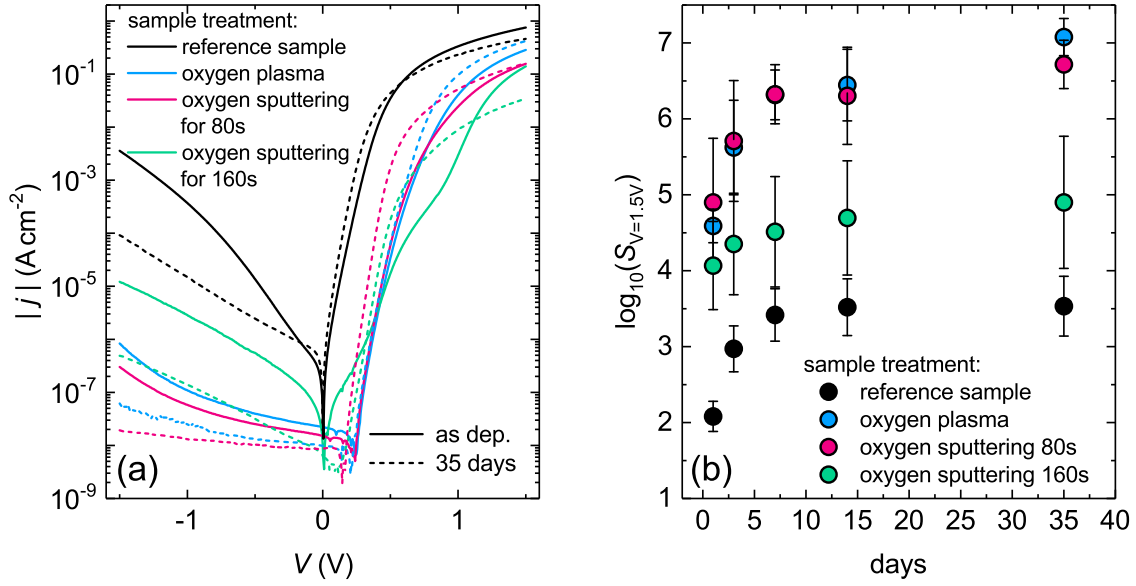 sample treatment:
reference sample
oxygen plasma
oxygen sputtering
for 80s
oxygen sputtering
for 160s
10⁻¹
10⁻³
10⁻⁵
10⁻⁷
10⁻⁹
| j | (Acm⁻²)
(a)
as dep.
35 days
-1 0 1
V (V)
7
6
5
4
3
2
1
log₁₀(S_V=1.5V)
sample treatment:
reference sample
oxygen plasma
oxygen sputtering 80s
oxygen sputtering 160s
(b)
0 5 10 15 20 25 30 35 40
days